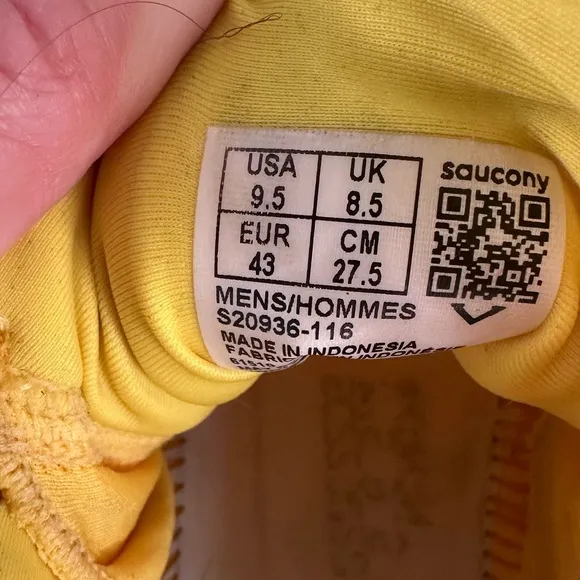 USA UK
9.5 8.5
EUR CM
43 27.5
saucony
MENS/HOMMES
S20936-116
MADE IN INDONESIA